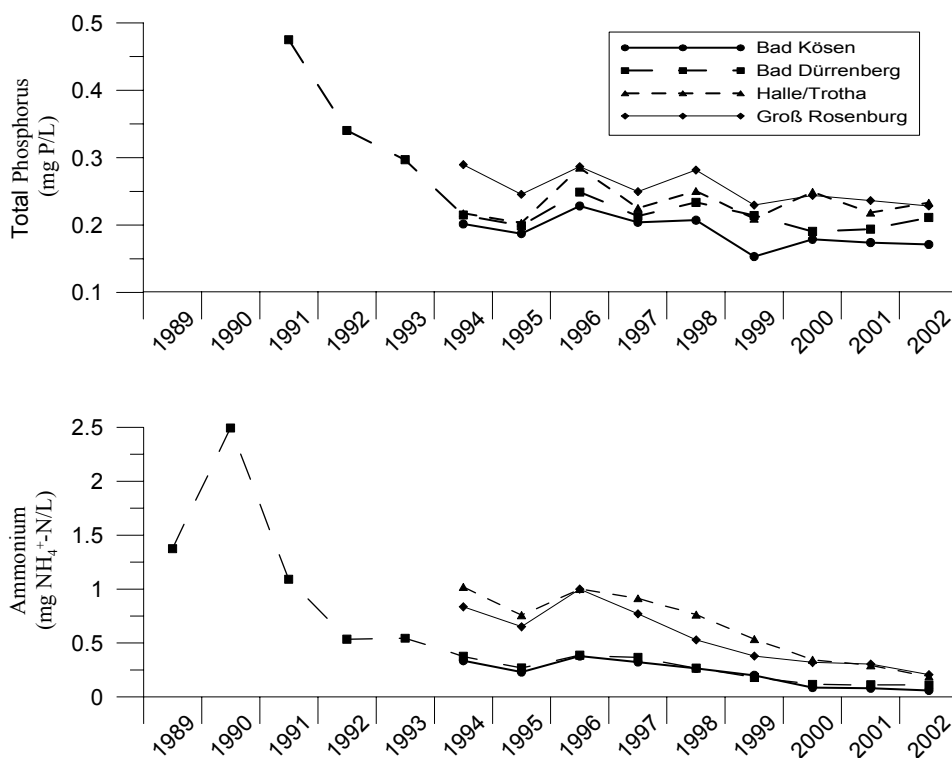 0.5
0.4
0.3
0.2
0.1
Total Phosphorus
(mg P/L)
Bad Kösen
Bad Dürrenberg
Halle/Trotha
Groß Rosenburg
1989 1990 1991 1992 1993 1994 1995 1996 1997 1998 1999 2000 2001 2002
2.5
2
1.5
1
0.5
0
Ammonium
(mg NH₄⁺-N/L)
1989 1990 1991 1992 1993 1994 1995 1996 1997 1998 1999 2000 2001 2002